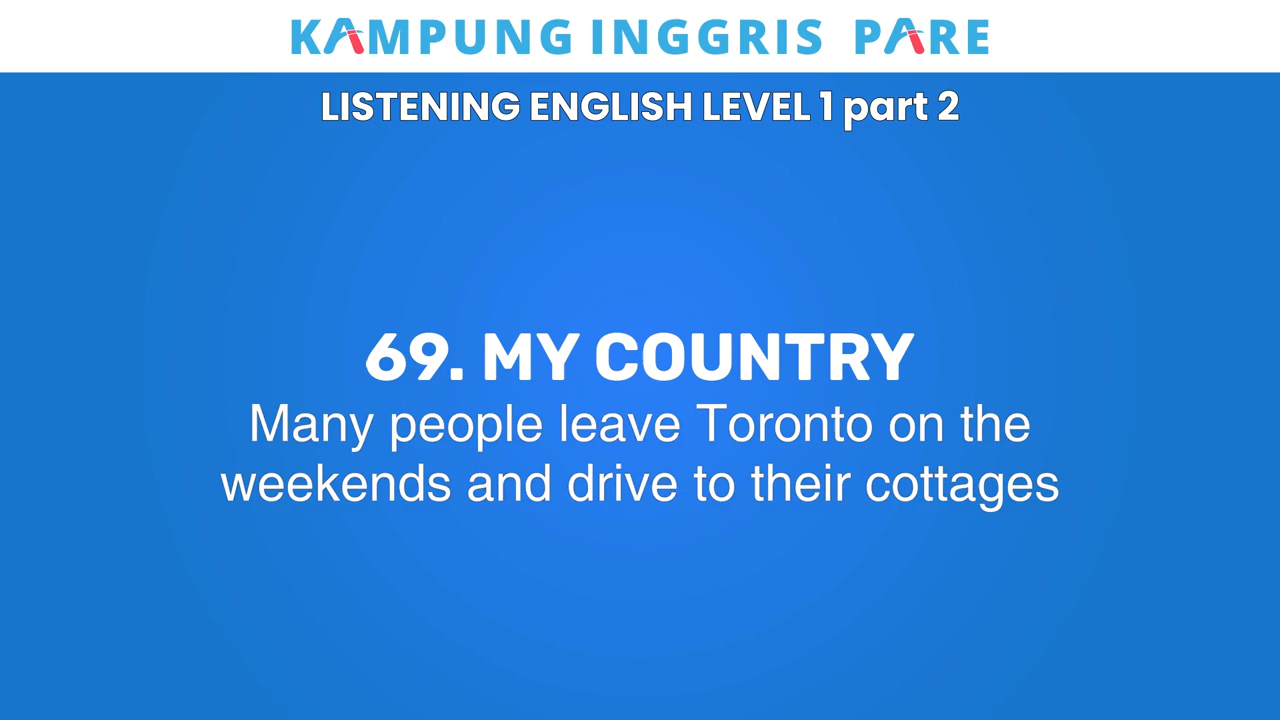 KAMPUNG INGGRIS PARE
LISTENING ENGLISH LEVEL 1 part 2
69. MY COUNTRY
Many people leave Toronto on the
weekends and drive to their cottages